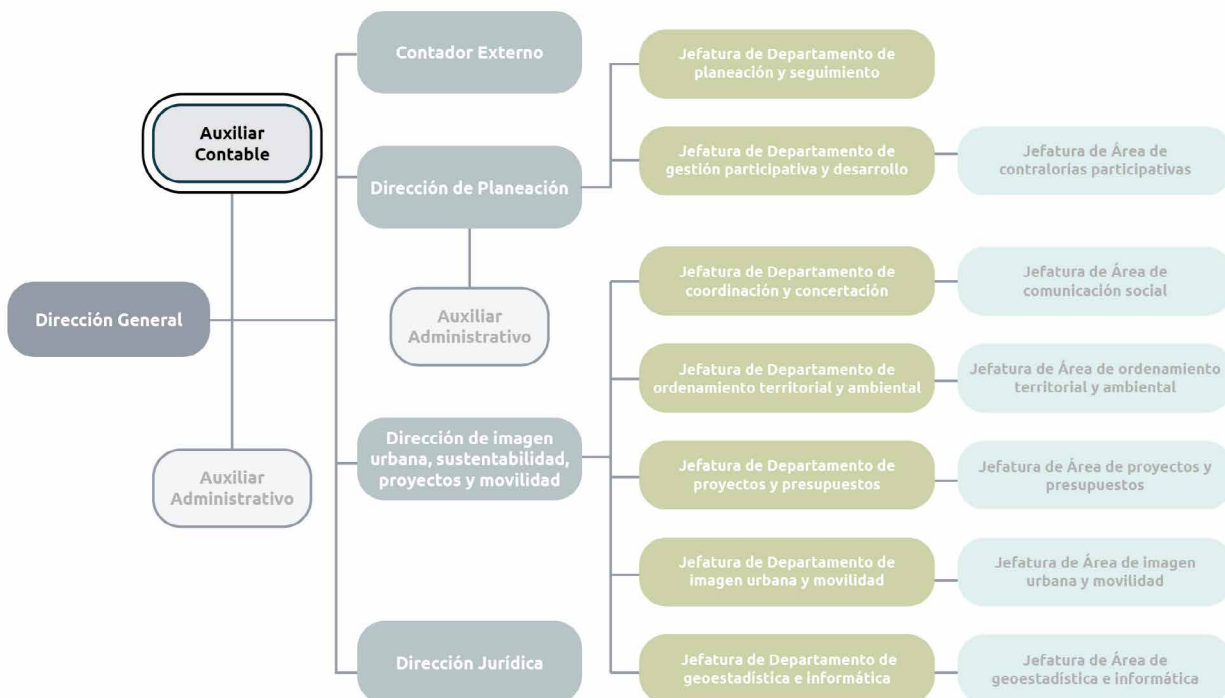 Contador Externo
Jefatura de Departamento de
planeación y seguimiento
Auxiliar
Contable
Jefatura de Departamento de
gestión participativa y desarrollo
Jefatura de Área de
contralorías participativas
Dirección de Planeación
Jefatura de Departamento de
coordinación y concertación
Jefatura de Área de
comunicación social
Dirección General
Auxiliar
Administrativo
Jefatura de Departamento de
ordenamiento territorial y ambiental
Jefatura de Área de ordenamiento
territorial y ambiental
Dirección de imagen
urbana, sustentabilidad,
proyectos y movilidad
Auxiliar
Administrativo
Jefatura de Departamento de
proyectos y presupuestos
Jefatura de Área de proyectos y
presupuestos
Jefatura de Departamento de
imagen urbana y movilidad
Jefatura de Área de imagen
urbana y movilidad
Dirección Jurídica
Jefatura de Departamento de
geoestadística e informática
Jefatura de Área de
geoestadística e informática